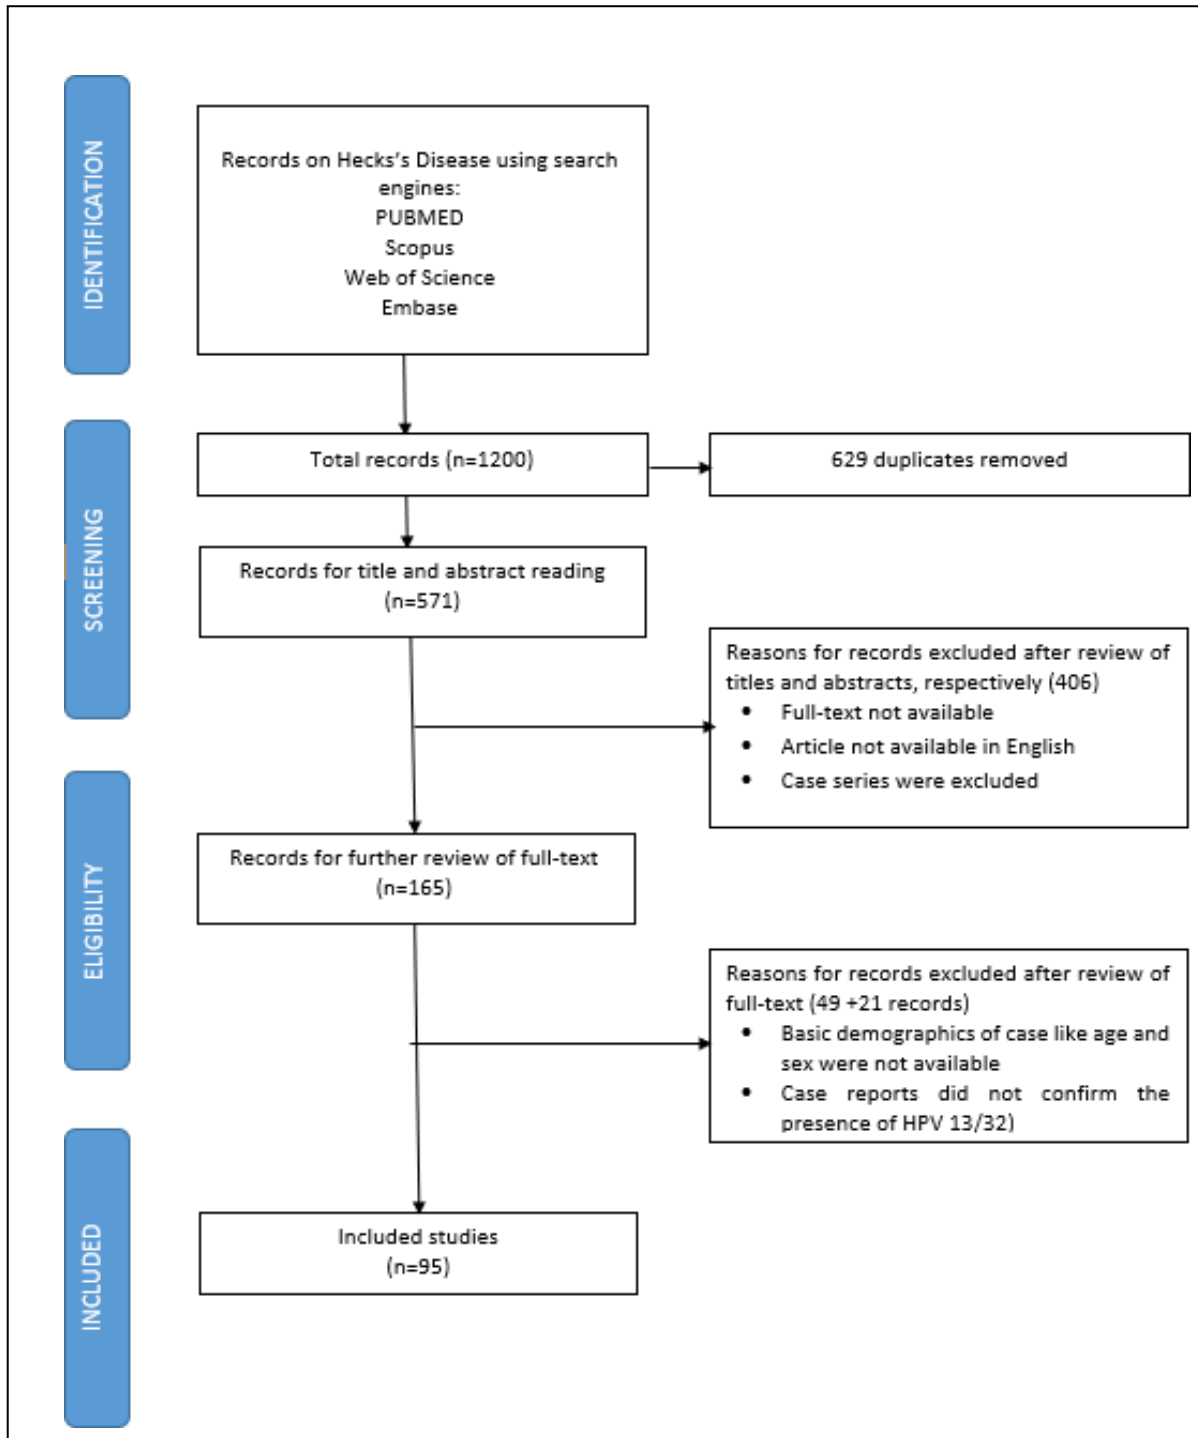 IDENTIFICATION
Records on Hecks's Disease using search
engines:
PUBMED
Scopus
Web of Science
Embase
SCREENING
Total records (n=1200)
629 duplicates removed
Records for title and abstract reading
(n=571)
Reasons for records excluded after review of
titles and abstracts, respectively (406)
• Full-text not available
• Article not available in English
• Case series were excluded
ELIGIBILITY
Records for further review of full-text
(n=165)
Reasons for records excluded after review of
full-text (49 +21 records)
• Basic demographics of case like age and
sex were not available
• Case reports did not confirm the
presence of HPV 13/32)
INCLUDED
Included studies
(n=95)